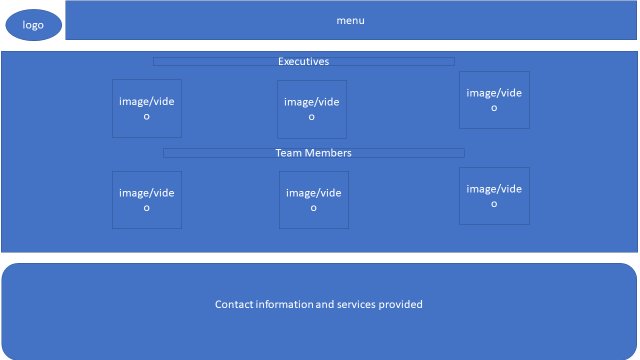 logo
menu
Executives
image/vide
o
image/vide
o
image/vide
o
Team Members
image/vide
o
image/vide
o
image/vide
o
Contact information and services provided